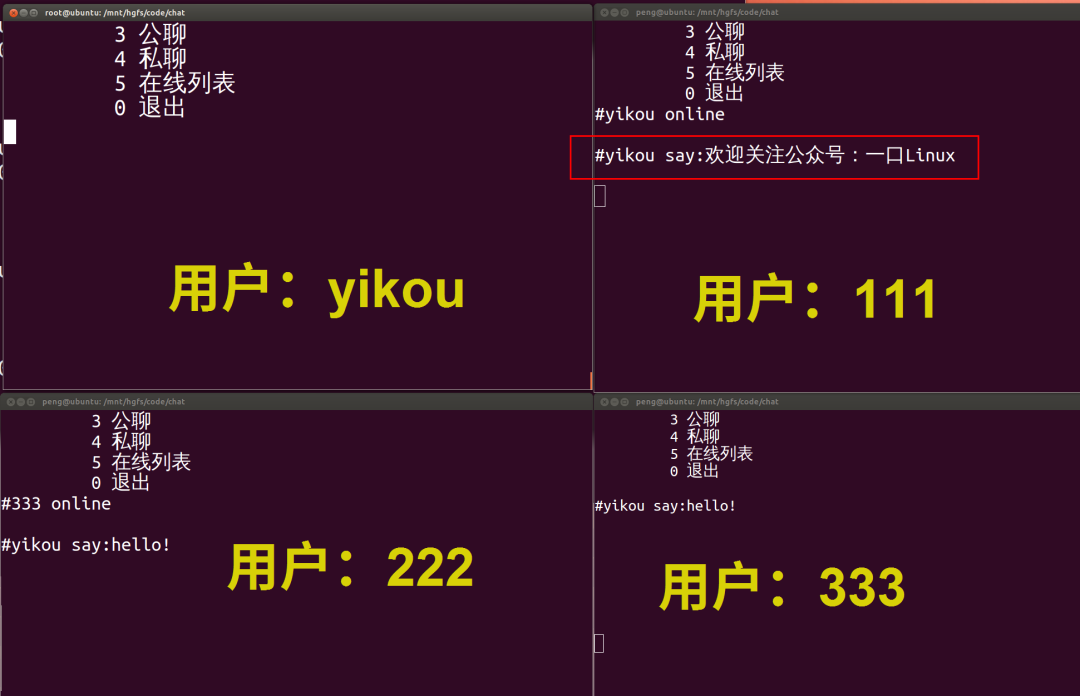 root@ubuntu: /mnt/hgfs/code/chat
3 公聊
4 私聊
5 在线列表
0 退出
用户：yikou
peng@ubuntu: /mnt/hgfs/code/chat
3 公聊
4 私聊
5 在线列表
0 退出
#yikou online
#yikou say:欢迎关注公众号：一口Linux
用户：111
peng@ubuntu: /mnt/hgfs/code/chat
3 公聊
4 私聊
5 在线列表
0 退出
#333 online
#yikou say:hello!
用户：222
peng@ubuntu: /mnt/hgfs/code/chat
3 公聊
4 私聊
5 在线列表
0 退出
#yikou say:hello!
用户：333